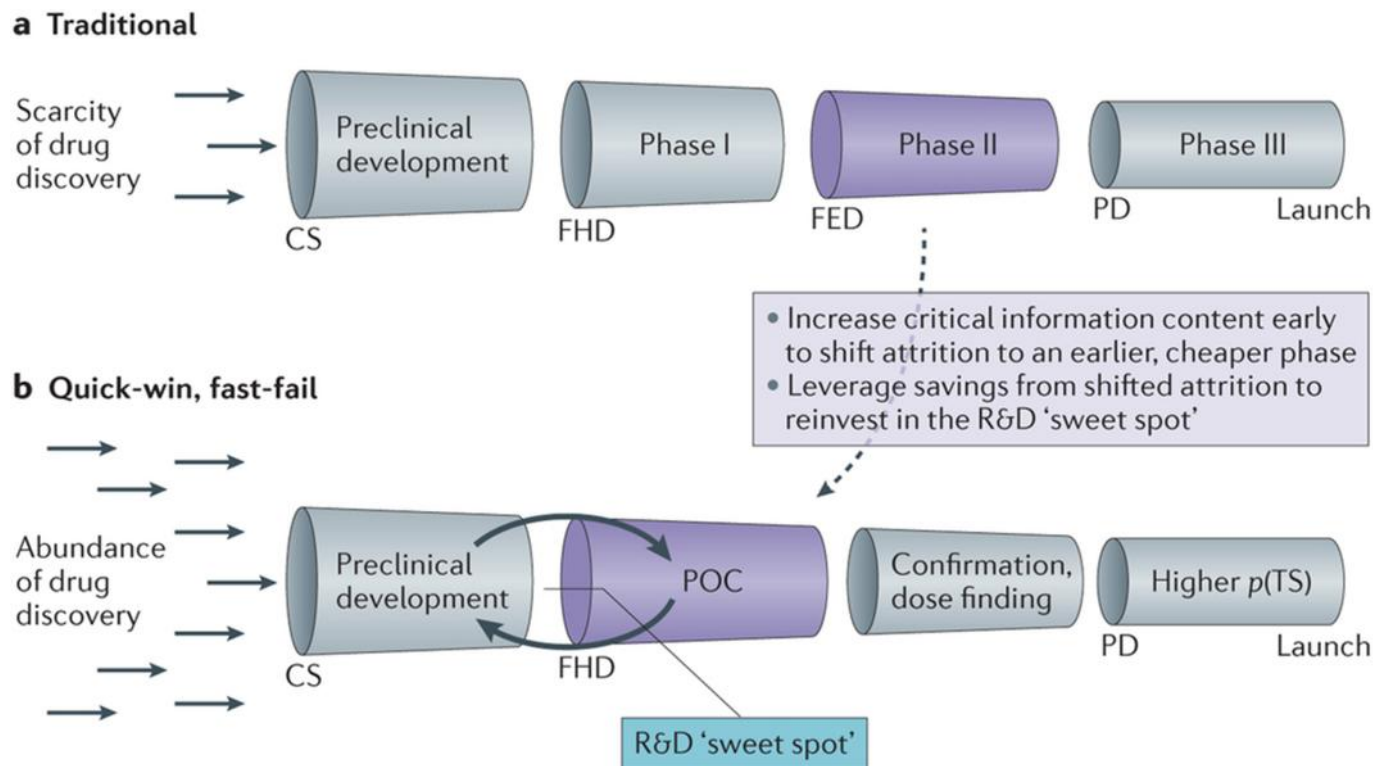 a Traditional
Scarcity
of drug
discovery
Preclinical
development
Phase I
Phase II
Phase III
CS
FHD
FED
PD
Launch
• Increase critical information content early
to shift attrition to an earlier, cheaper phase
• Leverage savings from shifted attrition to
reinvest in the R&D ‘sweet spot’
b Quick-win, fast-fail
Abundance
of drug
discovery
Preclinical
development
POC
Confirmation,
dose finding
Higher p(TS)
CS
FHD
PD
Launch
R&D ‘sweet spot’